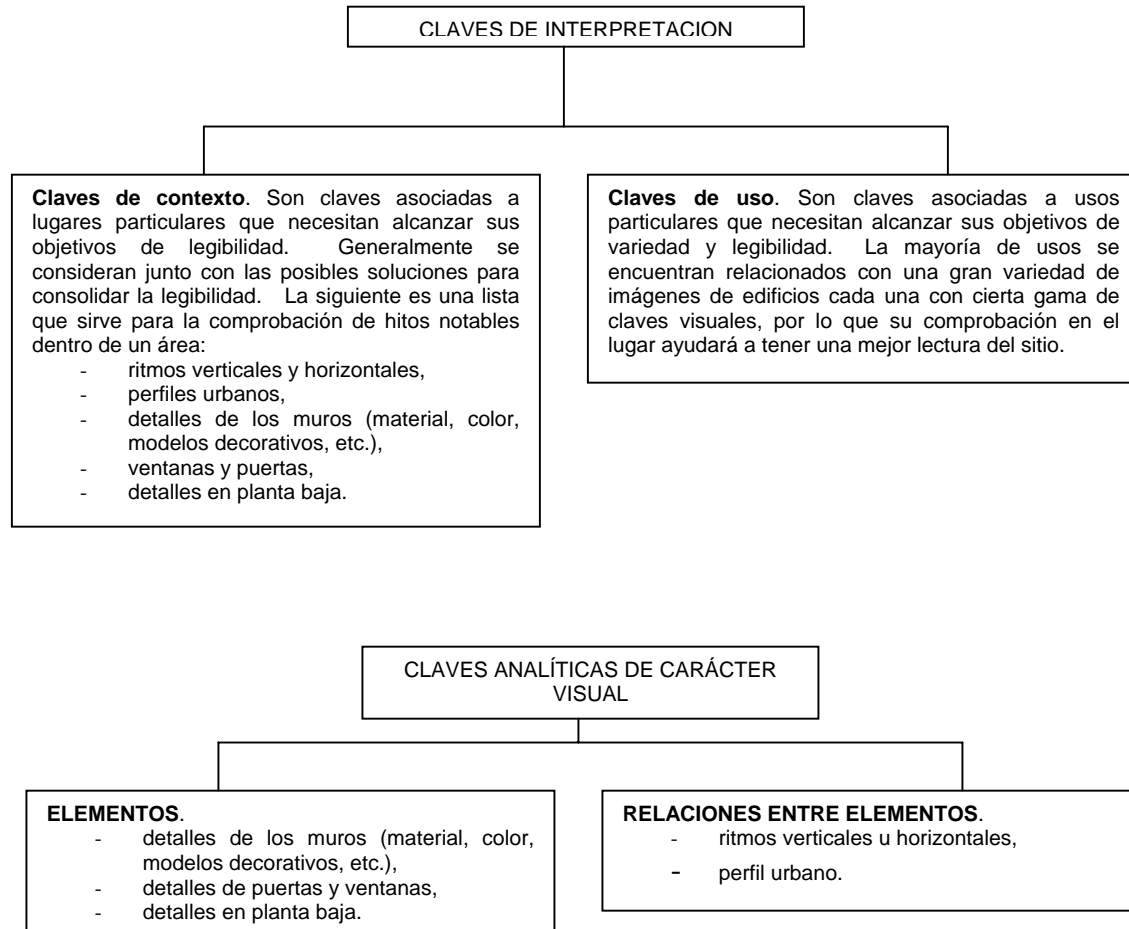 CLAVES DE INTERPRETACION
Claves de contexto. Son claves asociadas a
lugares particulares que necesitan alcanzar sus
objetivos de legibilidad. Generalmente se
consideran junto con las posibles soluciones para
consolidar la legibilidad. La siguiente es una lista
que sirve para la comprobación de hitos notables
dentro de un área:
- ritmos verticales y horizontales,
- perfiles urbanos,
- detalles de los muros (material, color,
modelos decorativos, etc.),
- ventanas y puertas,
- detalles en planta baja.
Claves de uso. Son claves asociadas a usos
particulares que necesitan alcanzar sus objetivos de
variedad y legibilidad. La mayoría de usos se
encuentran relacionados con una gran variedad de
imágenes de edificios cada una con cierta gama de
claves visuales, por lo que su comprobación en el
lugar ayudará a tener una mejor lectura del sitio.
CLAVES ANALÍTICAS DE CARÁCTER
VISUAL
ELEMENTOS.
- detalles de los muros (material, color,
modelos decorativos, etc.),
- detalles de puertas y ventanas,
- detalles en planta baja.
RELACIONES ENTRE ELEMENTOS.
- ritmos verticales u horizontales,
- perfil urbano.